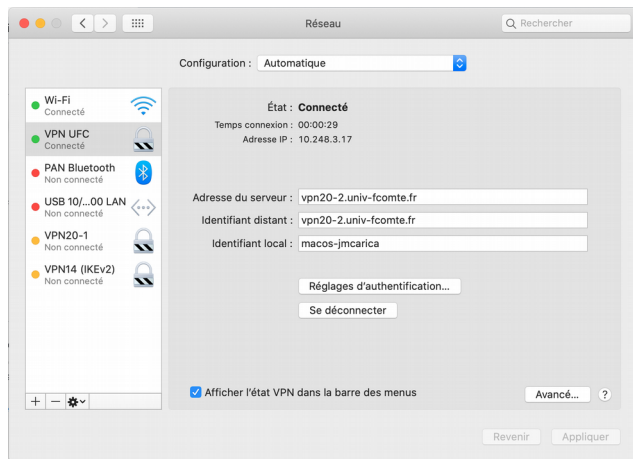 Réseau
Rechercher
Configuration : Automatique
Wi-Fi
Connecté
VPN UFC
Connecté
PAN Bluetooth
Non connecté
USB 10/...00 LAN
Non connecté
VPN20-1
Non connecté
VPN14 (IKEv2)
Non connecté
État : Connecté
Temps connexion : 00:00:29
Adresse IP : 10.248.3.17
Adresse du serveur : vpn20-2.univ-fcomte.fr
Identifiant distant : vpn20-2.univ-fcomte.fr
Identifiant local : macos-jmcarica
Réglages d'authentification...
Se déconnecter
Afficher l'état VPN dans la barre des menus
Avancé... ?
Revenir Appliquer